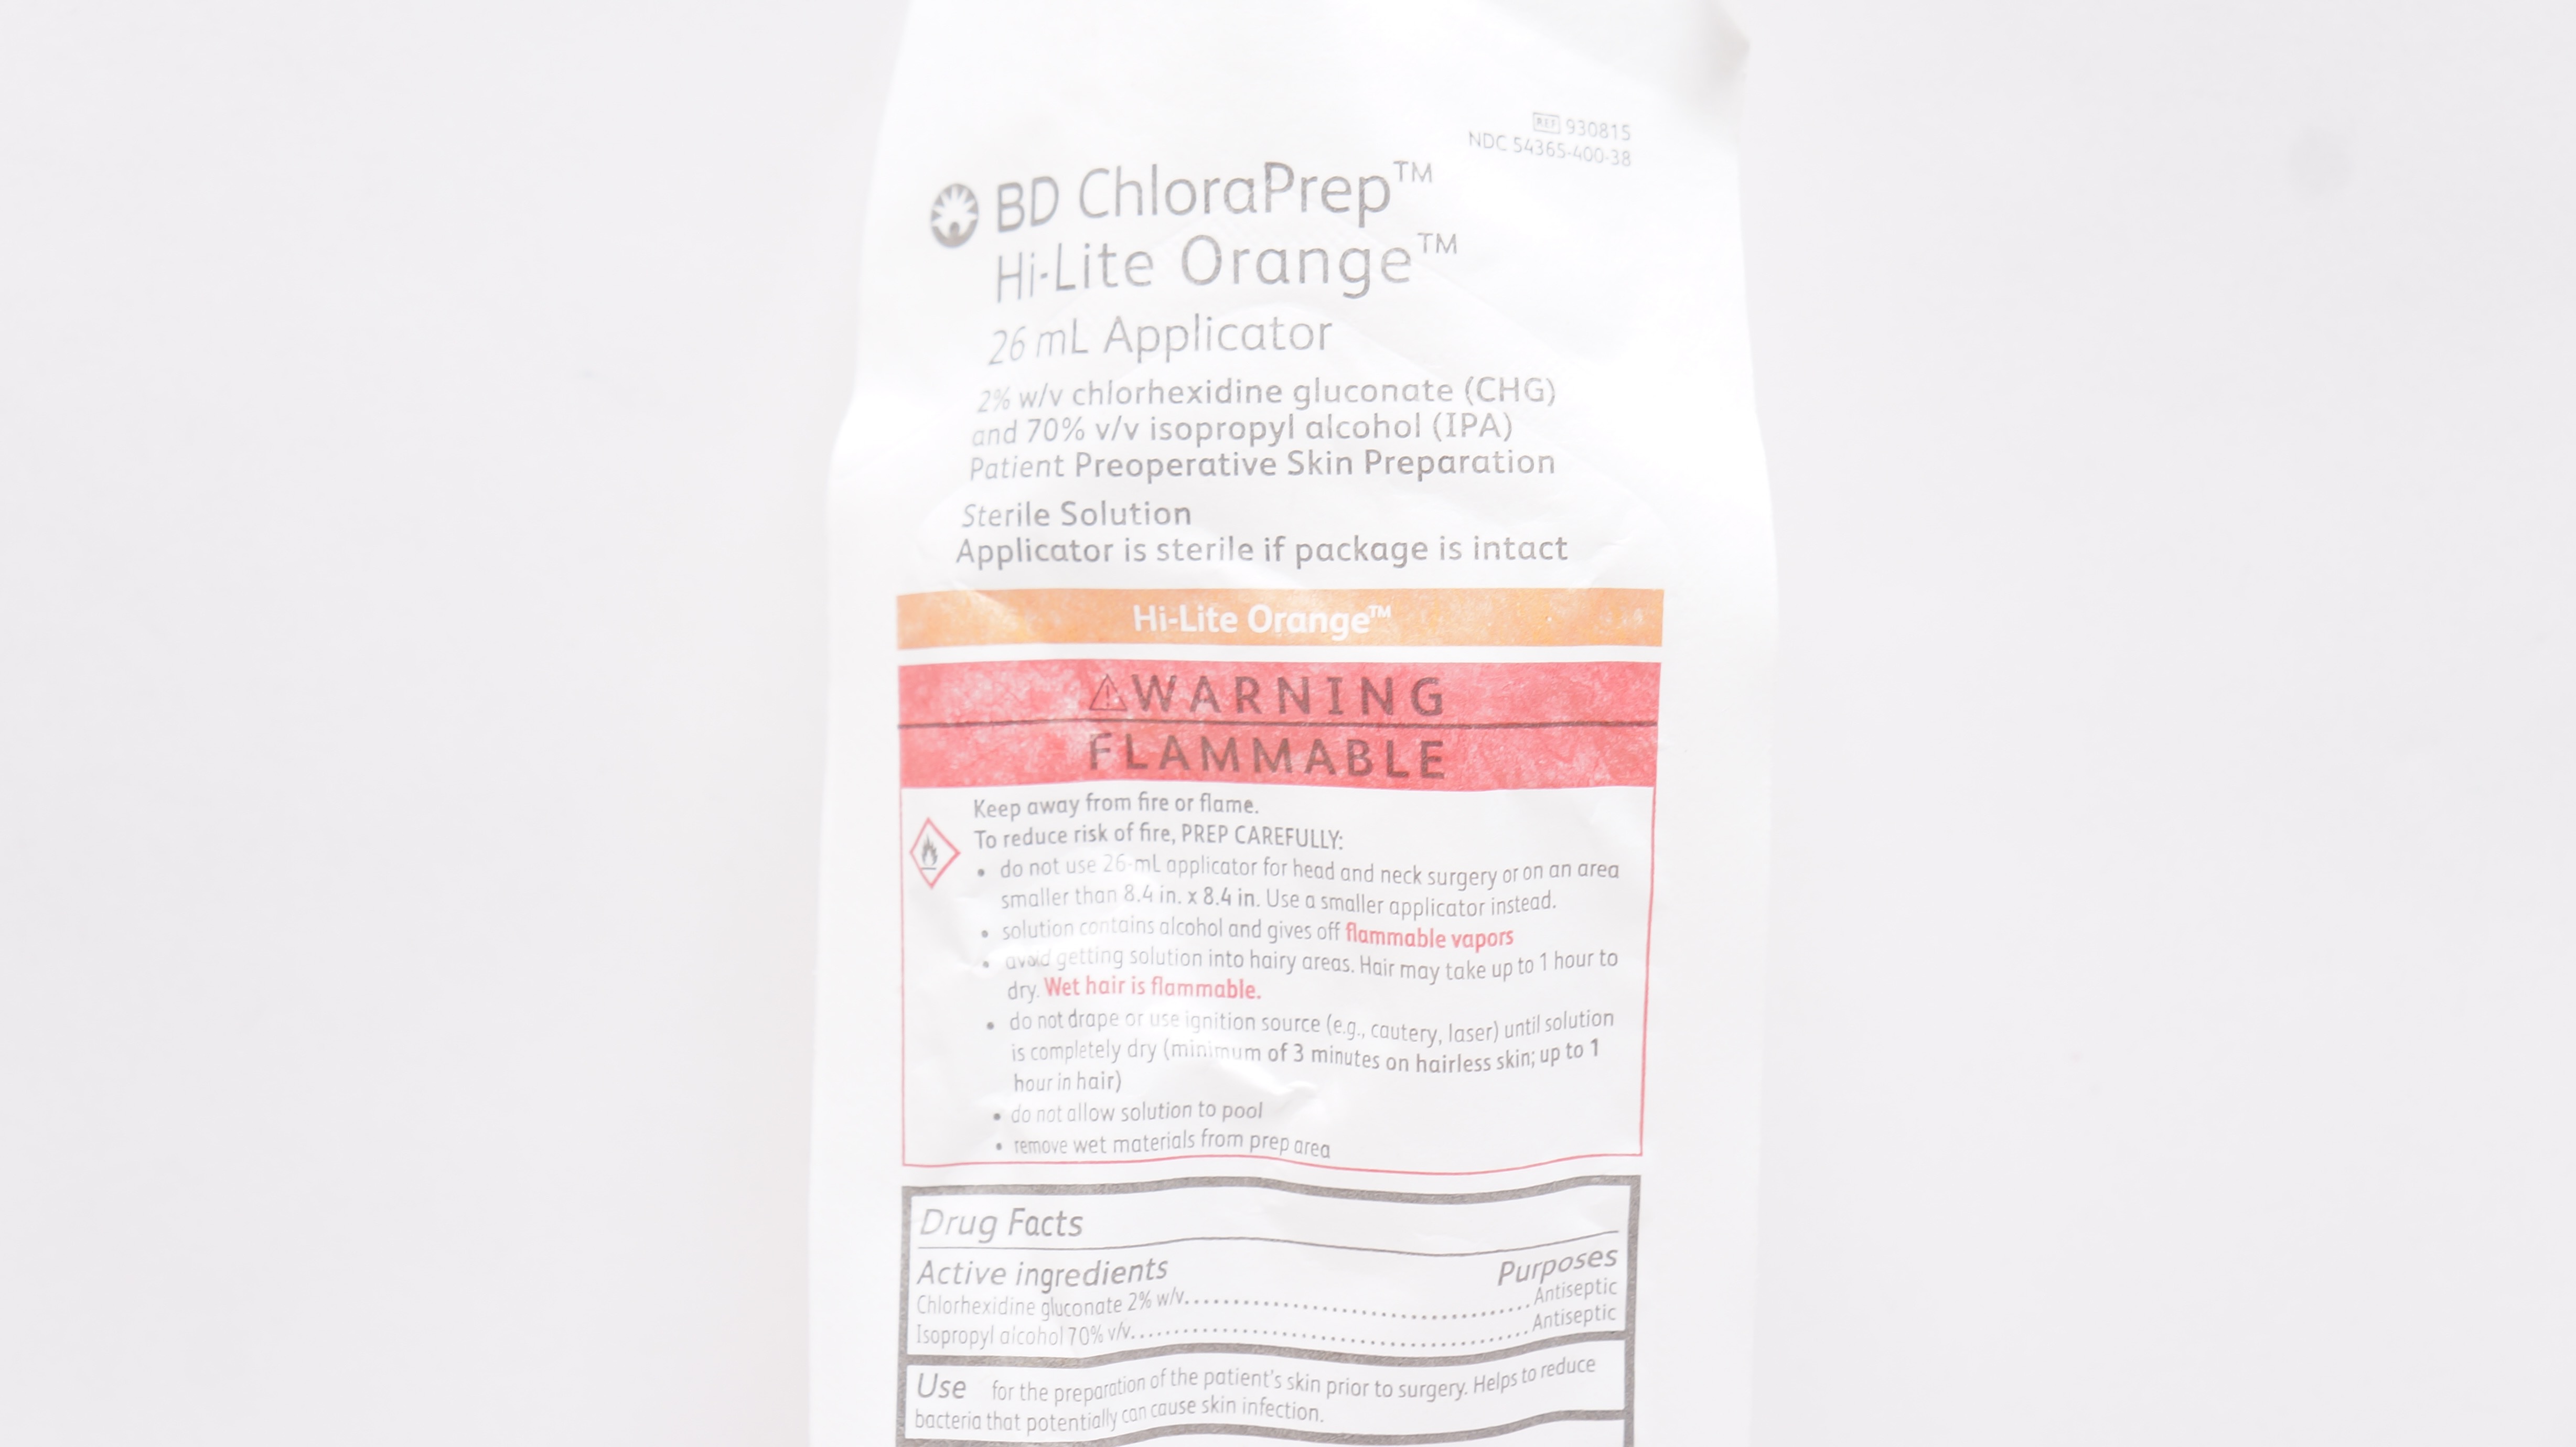 REF 930815
NDC 54365-400-38
BD ChloraPrep™
Hi-Lite Orange™
26 mL Applicator
2% w/v chlorhexidine gluconate (CHG)
and 70% v/v isopropyl alcohol (IPA)
Patient Preoperative Skin Preparation
Sterile Solution
Applicator is sterile if package is intact
Hi-Lite Orange™
⚠WARNING
FLAMMABLE
Keep away from fire or flame.
To reduce risk of fire, PREP CAREFULLY:
• do not use 26-mL applicator for head and neck surgery or on an area
smaller than 8.4 in. x 8.4 in. Use a smaller applicator instead.
• solution contains alcohol and gives off flammable vapors
• avoid getting solution into hairy areas. Hair may take up to 1 hour to
dry. Wet hair is flammable.
• do not drape or use ignition source (e.g., cautery, laser) until solution
is completely dry (minimum of 3 minutes on hairless skin; up to 1
hour in hair)
• do not allow solution to pool
• remove wet materials from prep area
Drug Facts
Active ingredients Purposes
Chlorhexidine gluconate 2% w/v........Antiseptic
Isopropyl alcohol 70% v/v........Antiseptic
Use for the preparation of the patient's skin prior to surgery. Helps to reduce
bacteria that potentially can cause skin infection.